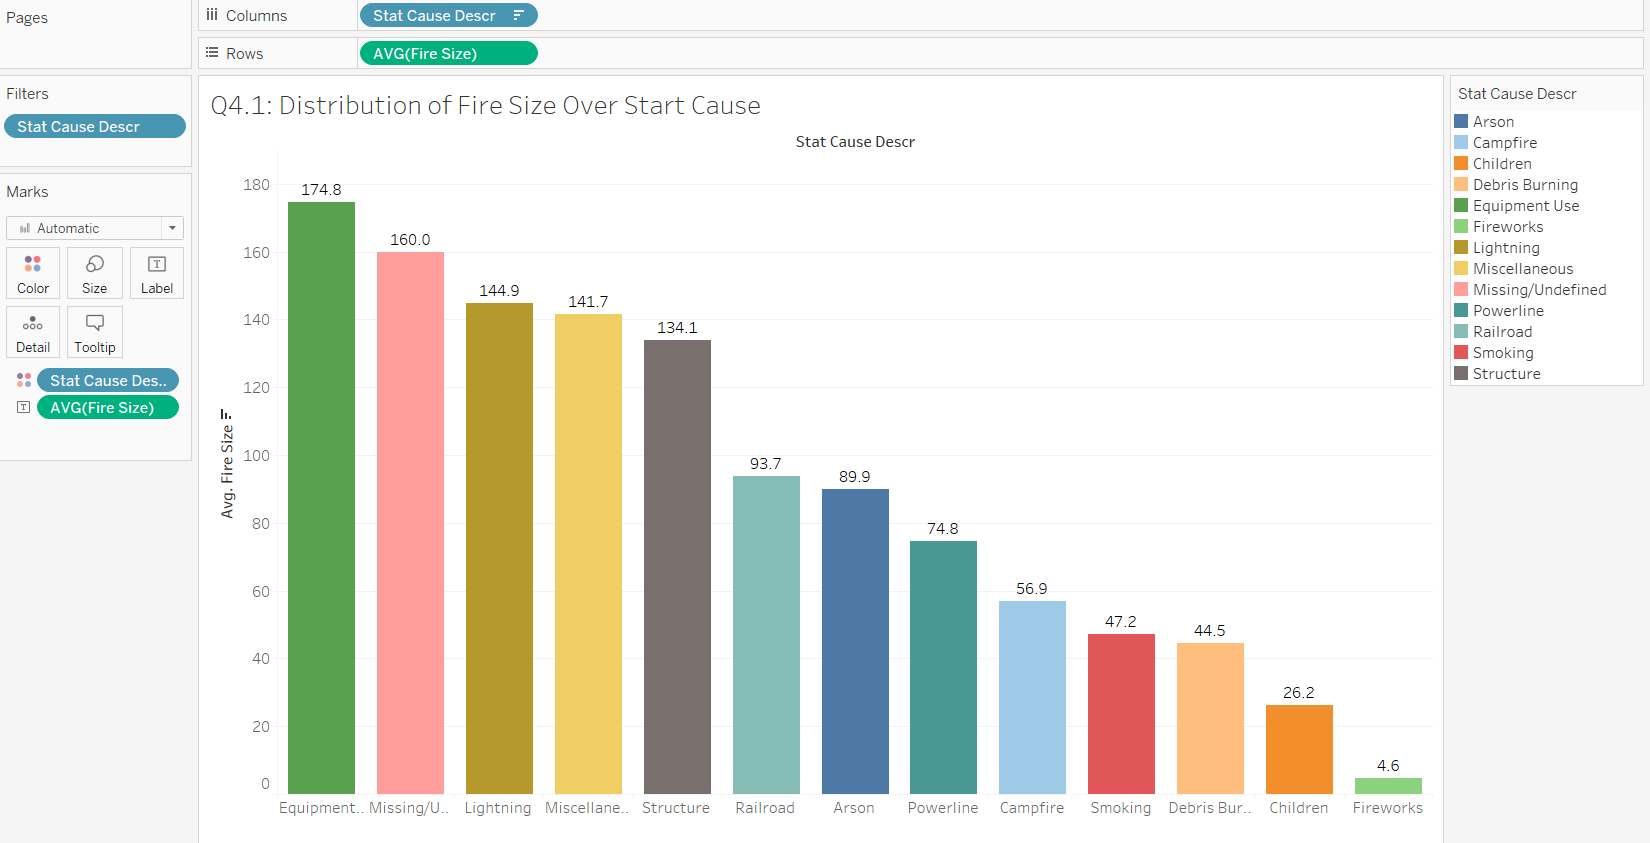 Pages
Columns
Stat Cause Descr
Rows
AVG(Fire Size)
Filters
Stat Cause Descr
Marks
Automatic
Color
Size
Label
Detail
Tooltip
Stat Cause Des..
AVG(Fire Size)
Q4.1: Distribution of Fire Size Over Start Cause
Stat Cause Descr
Avg. Fire Size
180
160
140
120
100
80
60
40
20
0
174.8
160.0
144.9
141.7
134.1
93.7
89.9
74.8
56.9
47.2
44.5
26.2
4.6
Equipment..
Missing/U..
Lightning
Miscellane..
Structure
Railroad
Arson
Powerline
Campfire
Smoking
Debris Bur..
Children
Fireworks
Stat Cause Descr
Arson
Campfire
Children
Debris Burning
Equipment Use
Fireworks
Lightning
Miscellaneous
Missing/Undefined
Powerline
Railroad
Smoking
Structure